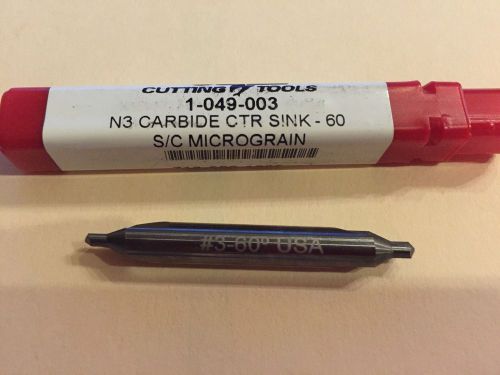 CUTTING TOOLS
1-049-003
N3 CARBIDE CTR SINK - 60
S/C MICROGRAIN
#3-60° USA